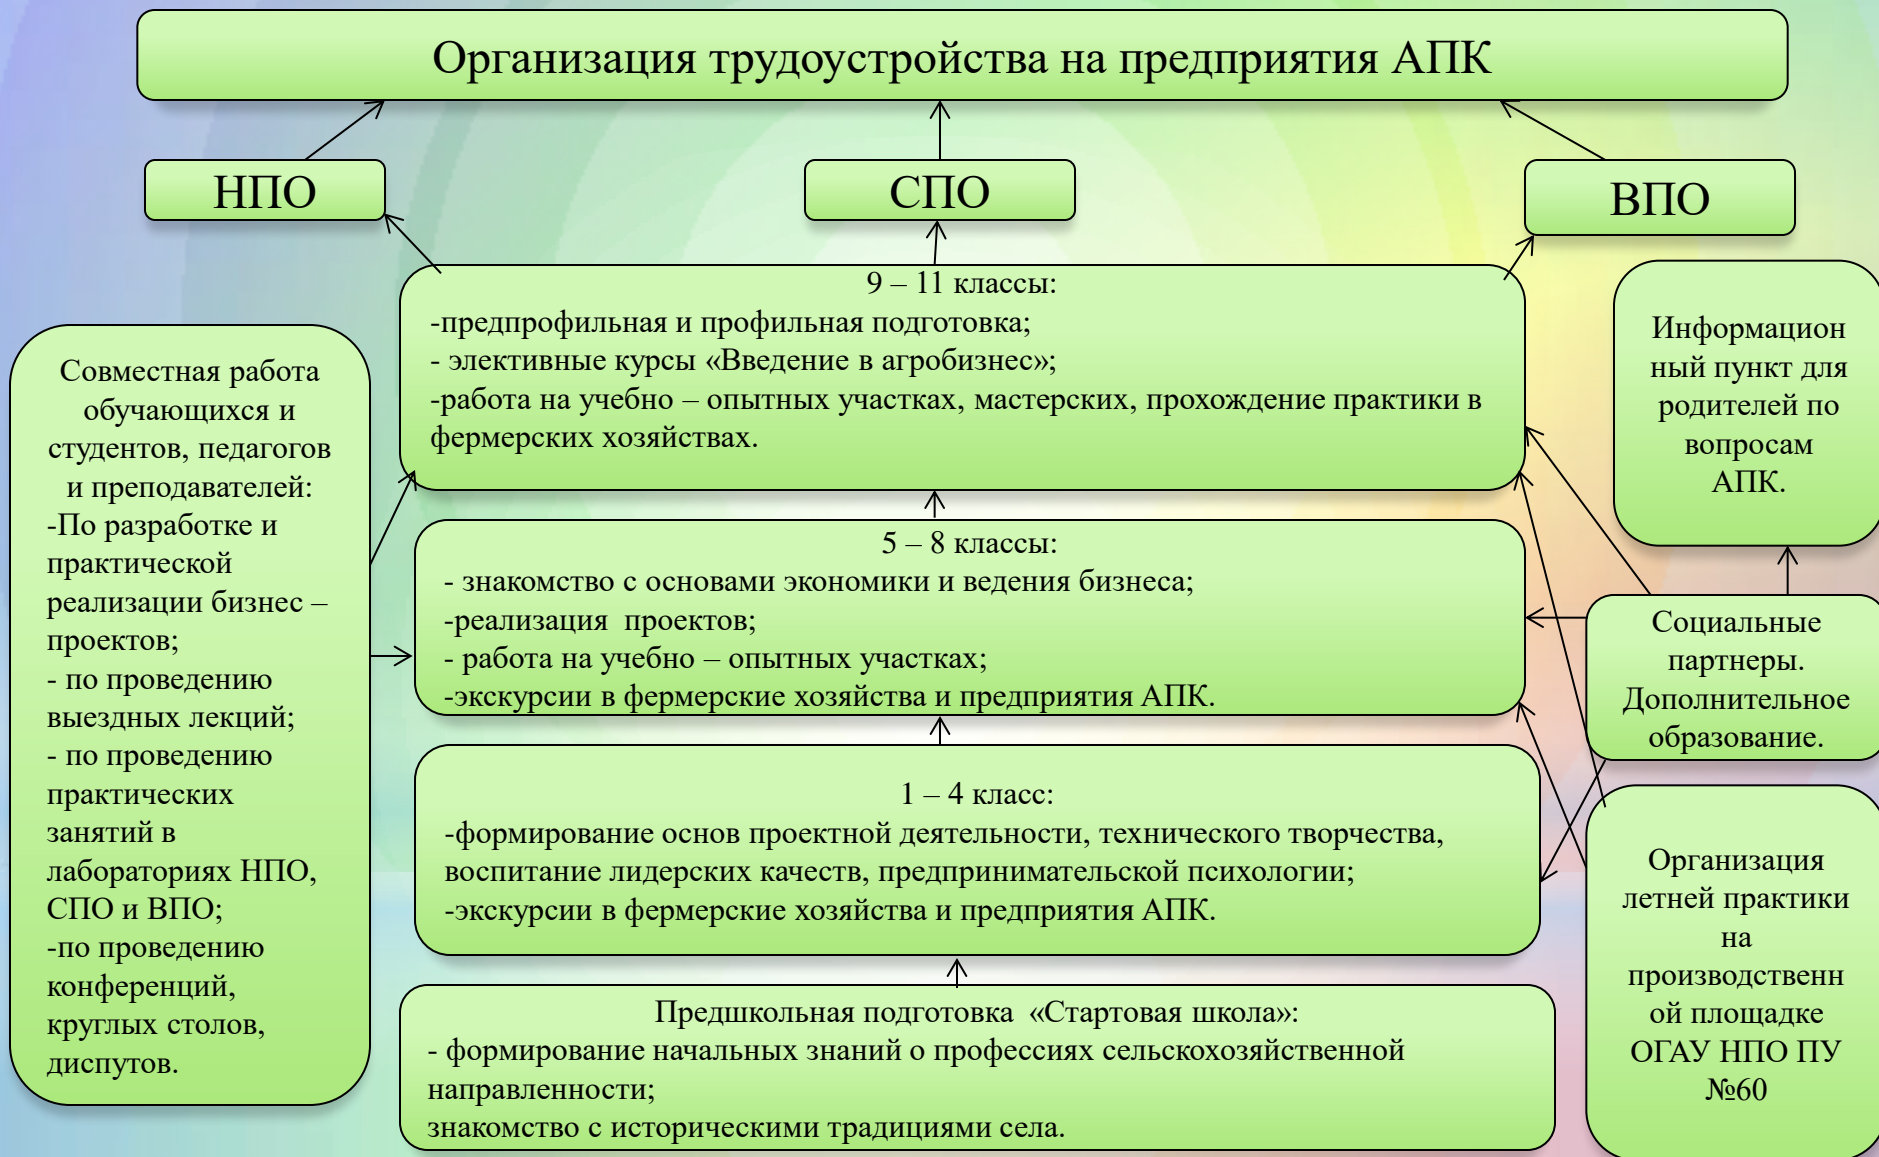 Организация трудоустройства на предприятия АПК
НПО
СПО
ВПО
9 – 11 классы:
-предпрофильная и профильная подготовка;
- элективные курсы «Введение в агробизнес»;
-работа на учебно – опытных участках, мастерских, прохождение практики в
фермерских хозяйствах.
Совместная работа
обучающихся и
студентов, педагогов
и преподавателей:
-По разработке и
практической
реализации бизнес –
проектов;
- по проведению
выездных лекций;
- по проведению
практических
занятий в
лабораториях НПО,
СПО и ВПО;
-по проведению
конференций,
круглых столов,
диспутов.
Информацион
ный пункт для
родителей по
вопросам
АПК.
5 – 8 классы:
- знакомство с основами экономики и ведения бизнеса;
-реализация  проектов;
- работа на учебно – опытных участках;
-экскурсии в фермерские хозяйства и предприятия АПК.
Социальные
партнеры.
Дополнительное
образование.
1 – 4 класс:
-формирование основ проектной деятельности, технического творчества,
воспитание лидерских качеств, предпринимательской психологии;
-экскурсии в фермерские хозяйства и предприятия АПК.
Организация
летней практики
на
производственн
ой площадке
ОГАУ НПО ПУ
№60
Предшкольная подготовка  «Стартовая школа»:
- формирование начальных знаний о профессиях сельскохозяйственной
направленности;
знакомство с историческими традициями села.